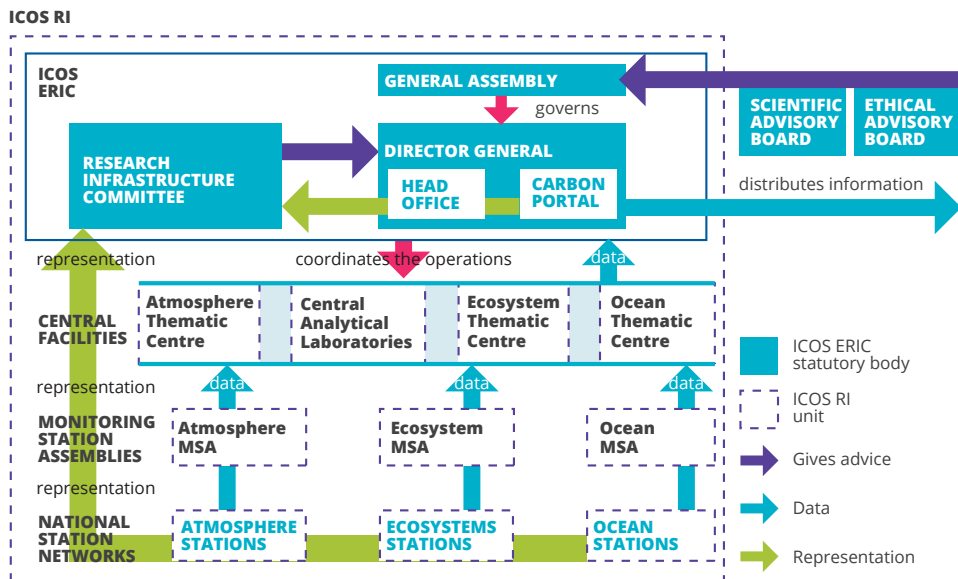 ICOS RI
ICOS
ERIC
GENERAL ASSEMBLY
governs
SCIENTIFIC
ADVISORY
BOARD
ETHICAL
ADVISORY
BOARD
RESEARCH
INFRASTRUCTURE
COMMITTEE
DIRECTOR GENERAL
HEAD
OFFICE
CARBON
PORTAL
distributes information
representation
coordinates the operations
data
CENTRAL
FACILITIES
Atmosphere
Thematic
Centre
Central
Analytical
Laboratories
Ecosystem
Thematic
Centre
Ocean
Thematic
Centre
representation
data
data
data
MONITORING
STATION
ASSEMBLIES
Atmosphere
MSA
Ecosystem
MSA
Ocean
MSA
representation
NATIONAL
STATION
NETWORKS
ATMOSPHERE
STATIONS
ECOSYSTEMS
STATIONS
OCEAN
STATIONS
ICOS ERIC
statutory body
ICOS RI
unit
Gives advice
Data
Representation